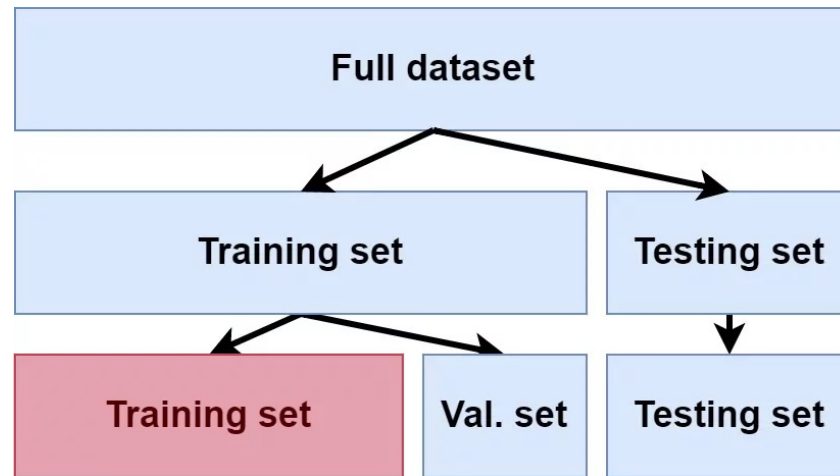 Full dataset
Training set
Testing set
Training set
Val. set
Testing set